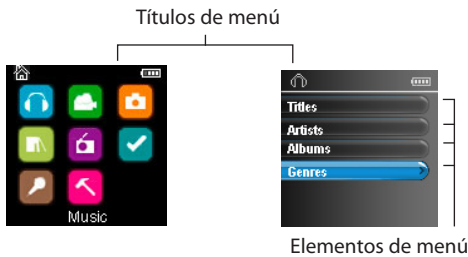 Títulos de menú
Music
Titles
Artists
Albums
Genres
Elementos de menú